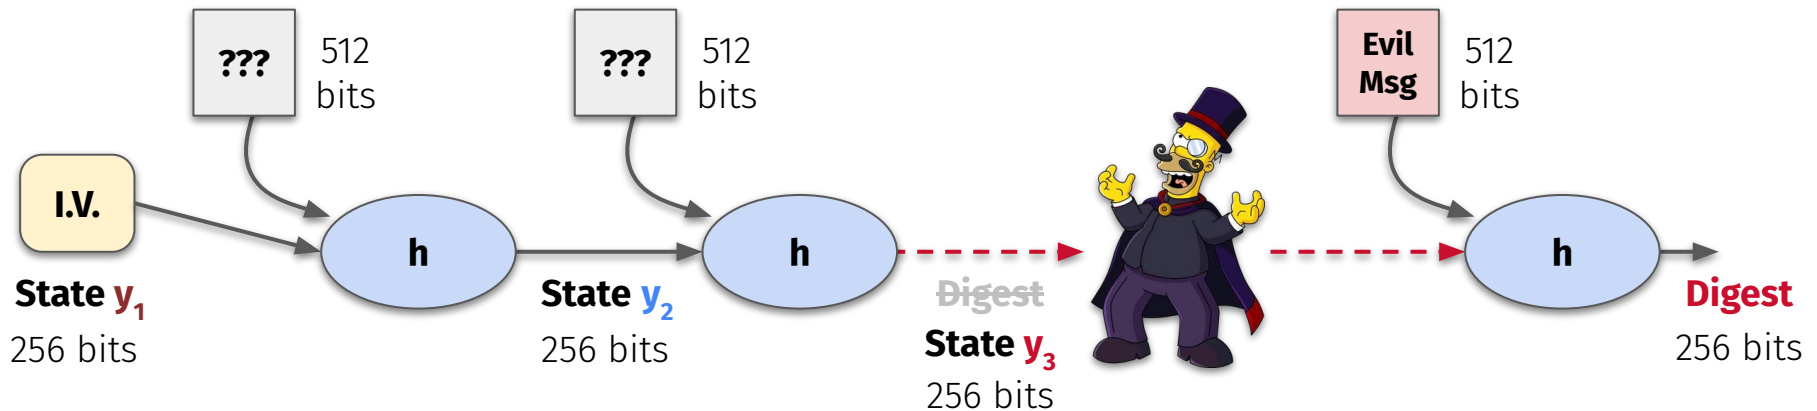 ???
512
bits
???
512
bits
Evil
Msg
512
bits
I.V.
h
h
h
State y1
256 bits
State y2
256 bits
Digest
State y3
256 bits
Digest
256 bits